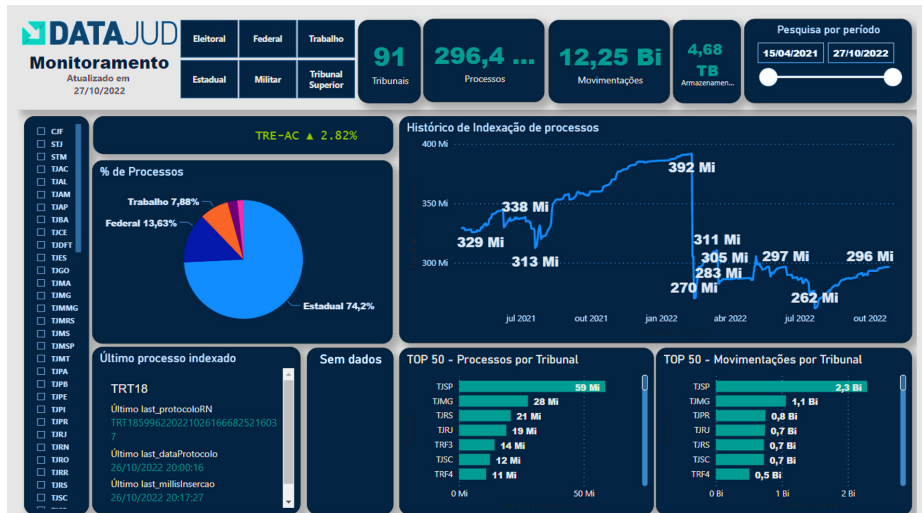 DATAJUD
Monitoramento
Atualizado em
27/10/2022
Eleitoral
Federal
Trabalho
Estadual
Militar
Tribunal
Superior
91
Tribunais
296,4 ...
Processos
12,25 Bi
Movimentações
4,68
TB
Armazenamen...
Pesquisa por período
15/04/2021
27/10/2022
CJF
STJ
STM
TJAC
TJAL
TJAM
TJAP
TJBA
TJCE
TJDFT
TJES
TJGO
TJMA
TJMG
TJMMG
TJMRS
TJMS
TJMSP
TJMT
TJPA
TJPB
TJPE
TJPI
TJPR
TJRJ
TJRN
TJRO
TJRR
TJRS
TJSC
TRE-AC ▲ 2.82%
% de Processos
Trabalho 7,88%
Federal 13,63%
Estadual 74,2%
Histórico de Indexação de processos
400 Mi
350 Mi
300 Mi
329 Mi
338 Mi
313 Mi
392 Mi
270 Mi
311 Mi
305 Mi
283 Mi
297 Mi
262 Mi
296 Mi
jul 2021
out 2021
jan 2022
abr 2022
jul 2022
out 2022
Último processo indexado
TRT18
Último last_protocoloRN
TRT18599622022102616668252160​3
7
Último last_dataProtocolo
26/10/2022 20:00:16
Último last_millisInsercao
26/10/2022 20:17:27
Sem dados
TOP 50 - Processos por Tribunal
TJSP 59 Mi
TJMG 28 Mi
TJRS 21 Mi
TJRJ 19 Mi
TRF3 14 Mi
TJSC 12 Mi
TRF4 11 Mi
0 Mi
50 Mi
TOP 50 - Movimentações por Tribunal
TJSP 2,3 Bi
TJMG 1,1 Bi
TJPR 0,8 Bi
TJRJ 0,7 Bi
TJRS 0,7 Bi
TJSC 0,7 Bi
TRF4 0,5 Bi
0 Bi
1 Bi
2 Bi